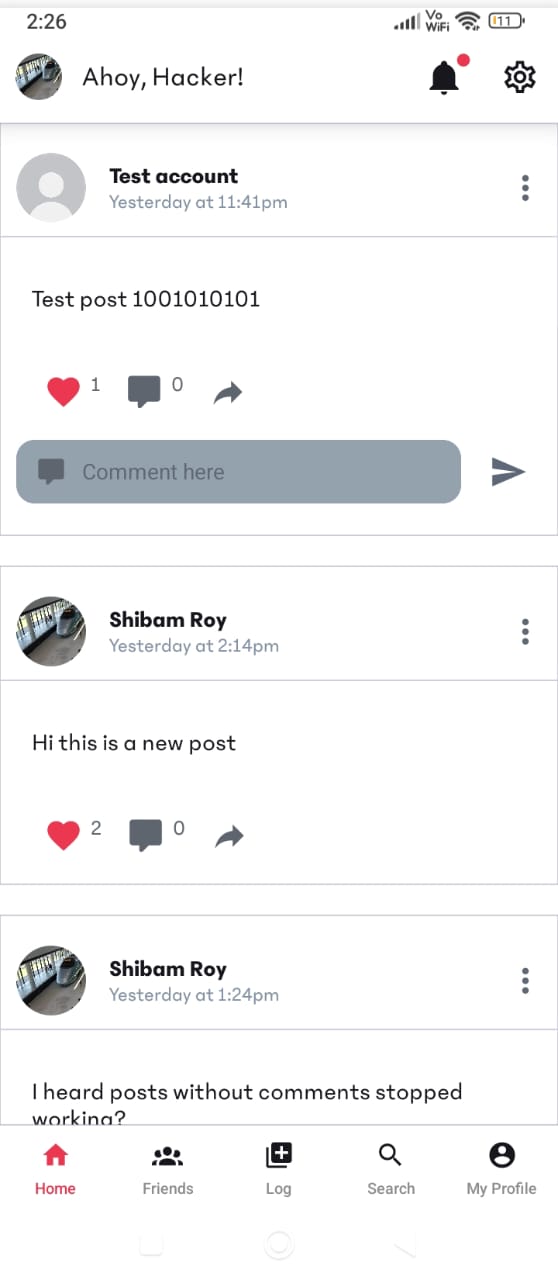 2:26
Vo
WiFi
11
Ahoy, Hacker!
Test account
Yesterday at 11:41pm
Test post 1001010101
1
0
Comment here
Shibam Roy
Yesterday at 2:14pm
Hi this is a new post
2
0
Shibam Roy
Yesterday at 1:24pm
I heard posts without comments stopped
working?
Home
Friends
Log
Search
My Profile